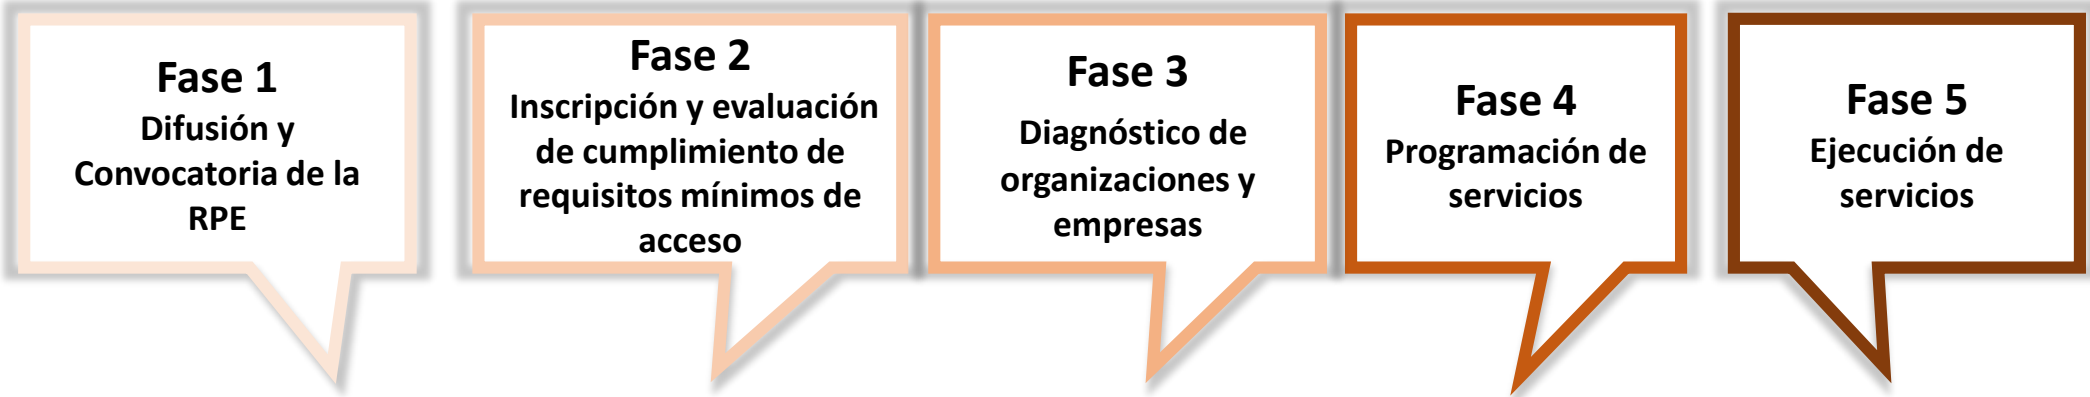 Fase 1
Difusión y
Convocatoria de la
RPE
Fase 2
Inscripción y evaluación
de cumplimiento de
requisitos mínimos de
acceso
Fase 3
Diagnóstico de
organizaciones y
empresas
Fase 4
Programación de
servicios
Fase 5
Ejecución de
servicios